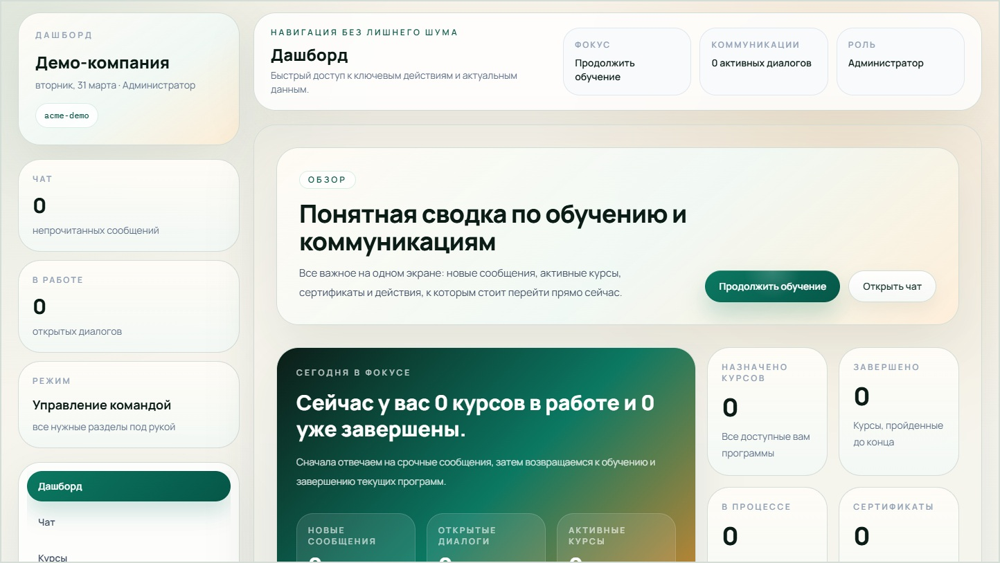 ДАШБОРД
Демо-компания
вторник, 31 марта · Администратор
acme-demo
ЧАТ
0
непрочитанных сообщений
В РАБОТЕ
0
открытых диалогов
РЕЖИМ
Управление командой
все нужные разделы под рукой
Дашборд
Чат
Курсы
НАВИГАЦИЯ БЕЗ ЛИШНЕГО ШУМА
Дашборд
Быстрый доступ к ключевым действиям и актуальным
данным.
ФОКУС
Продолжить
обучение
КОММУНИКАЦИИ
0 активных диалогов
РОЛЬ
Администратор
ОБЗОР
Понятная сводка по обучению и
коммуникациям
Все важное на одном экране: новые сообщения, активные курсы,
сертификаты и действия, к которым стоит перейти прямо сейчас.
Продолжить обучение
Открыть чат
СЕГОДНЯ В ФОКУСЕ
Сейчас у вас 0 курсов в работе и 0
уже завершены.
Сначала отвечаем на срочные сообщения, затем возвращаемся к обучению и
завершению текущих программ.
НОВЫЕ
СООБЩЕНИЯ
ОТКРЫТЫЕ
ДИАЛОГИ
АКТИВНЫЕ
КУРСЫ
НАЗНАЧЕНО
КУРСОВ
0
Все доступные вам
программы
ЗАВЕРШЕНО
0
Курсы, пройденные
до конца
В ПРОЦЕССЕ
0
СЕРТИФИКАТЫ
0